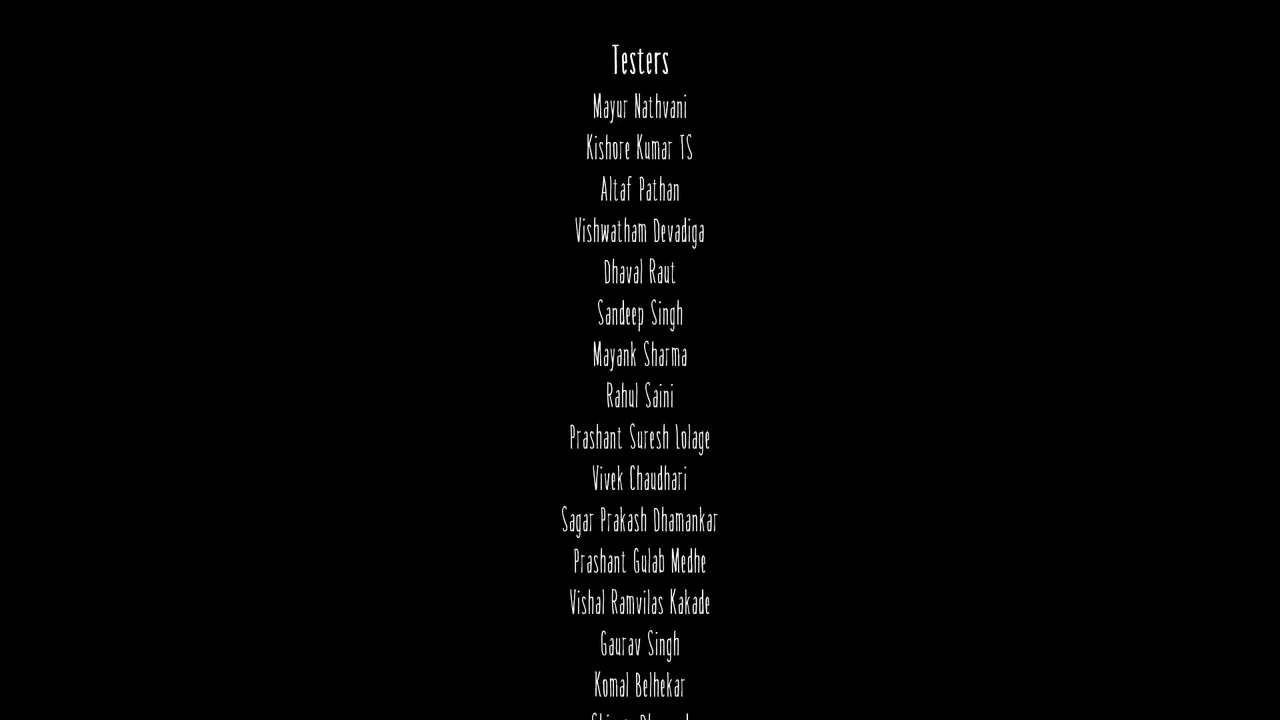 Testers
Mayur Nathvani
Kishore Kumar TS
Altaf Pathan
Vishwatham Devadiga
Dhaval Raut
Sandeep Singh
Mayank Sharma
Rahul Saini
Prashant Suresh Lolage
Vivek Chaudhari
Sagar Prakash Dhamankar
Prashant Gulab Medhe
Vishal Ramvilas Kakade
Gaurav Singh
Komal Belhekar